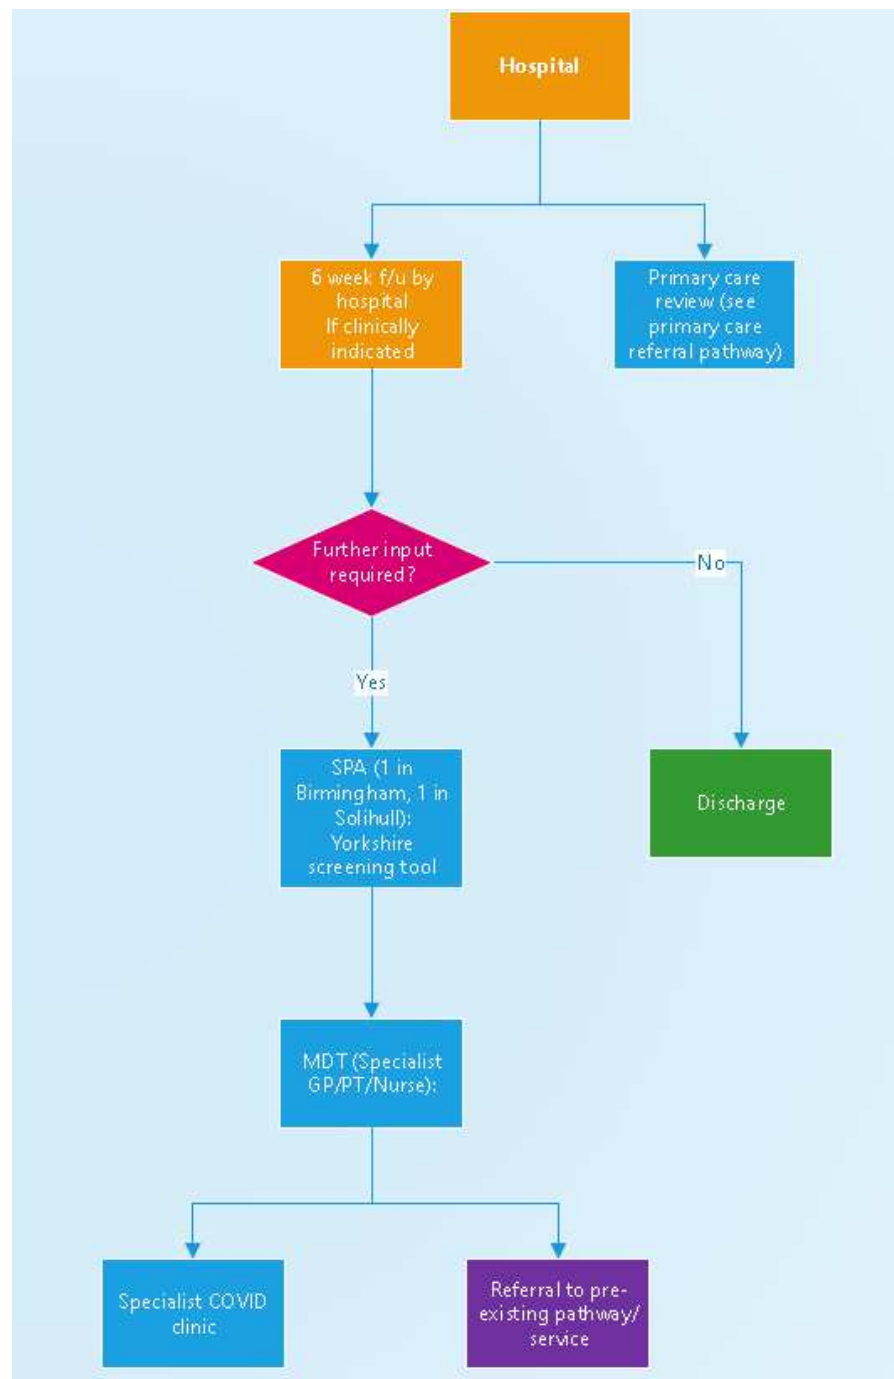 Hospital
6 week f/u by
hospital
If clinically
indicated
Primary care
review (see
primary care
referral pathway)
Further input
required?
No
Yes
SPA (1 in
Birmingham, 1 in
Solihull):
Yorkshire
screening tool
Discharge
MDT (Specialist
GP/PT/Nurse):
Specialist COVID
clinic
Referral to pre-
existing pathway/
service